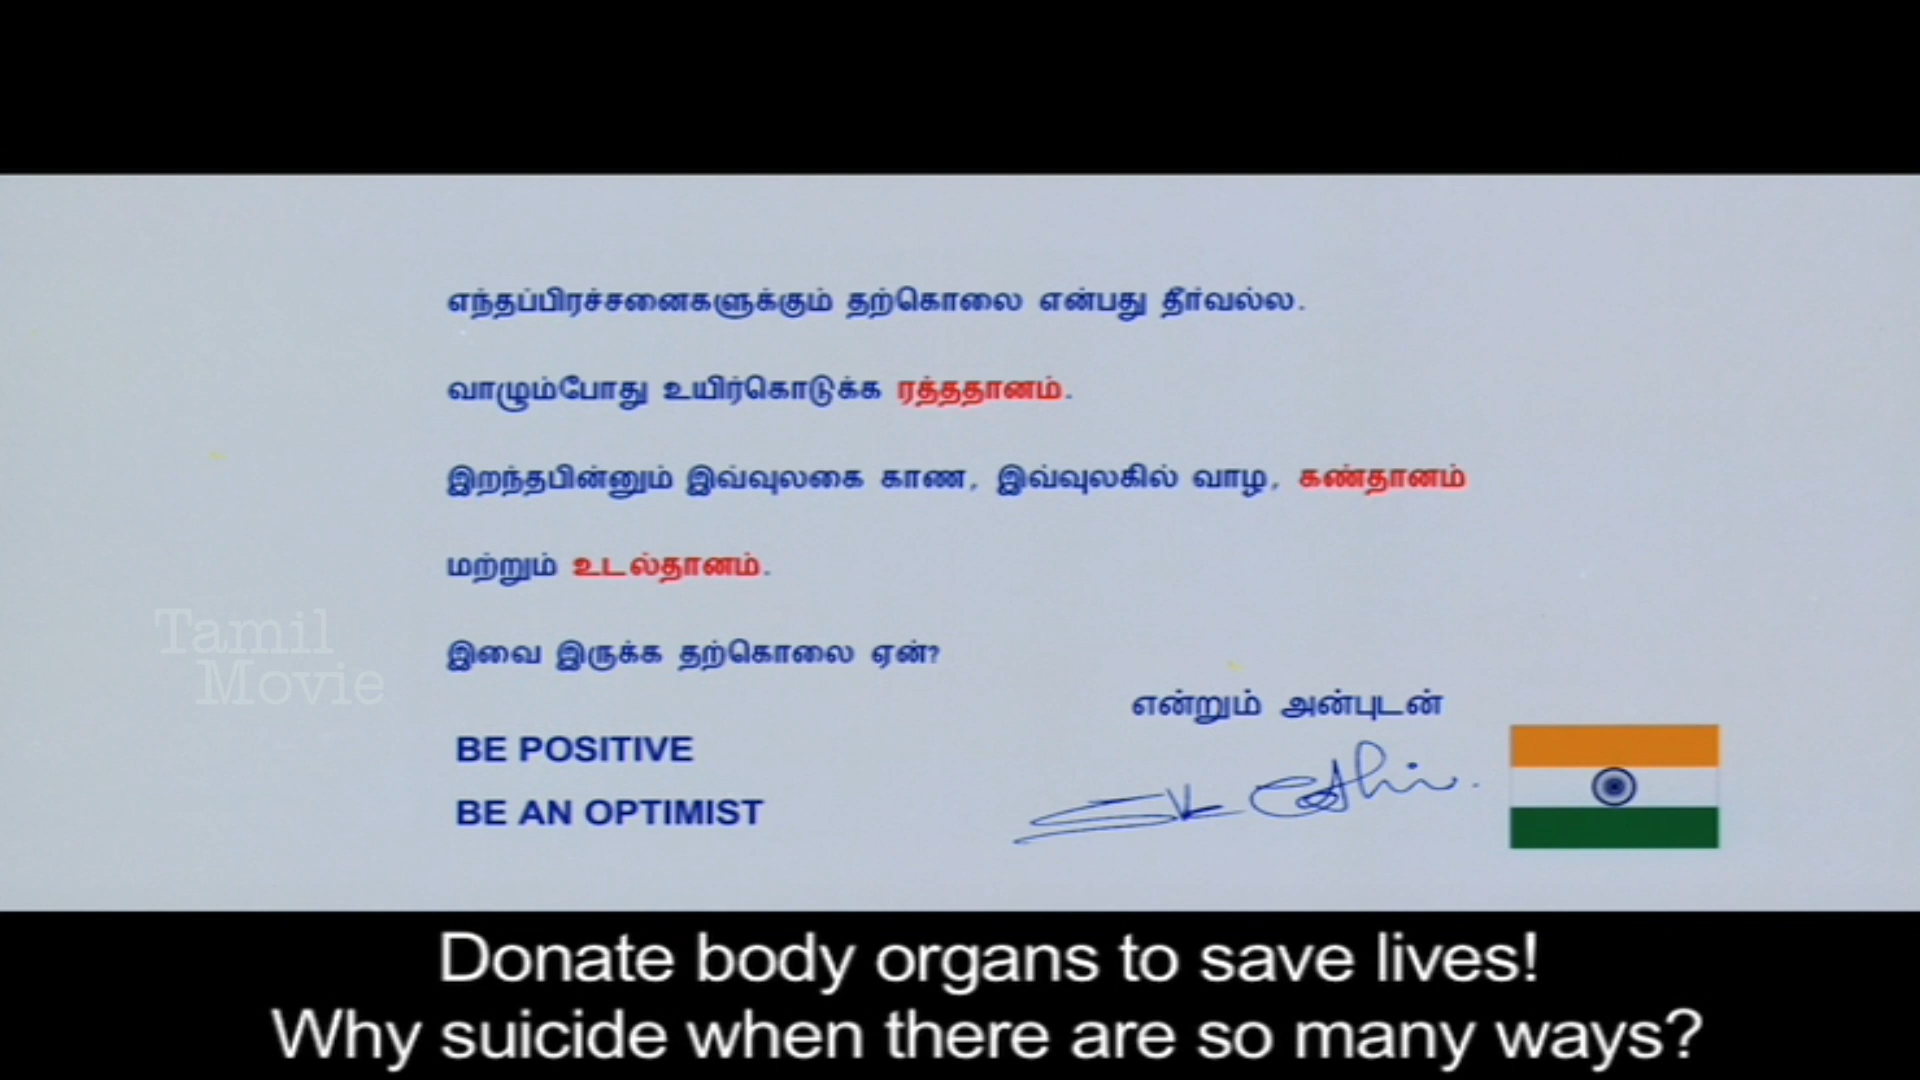 எந்தப்பிரச்சனைகளுக்கும் தற்கொலை என்பது தீர்வல்ல.
வாழும்போது உயிர்கொடுக்க ரத்ததானம்.
இறந்தபின்னும் இவ்வுலகை காண, இவ்வுலகில் வாழ, கண்தானம்
மற்றும் உடல்தானம்.
Tamil
Movie
இவை இருக்க தற்கொலை ஏன்?
என்றும் அன்புடன்
BE POSITIVE
BE AN OPTIMIST
Donate body organs to save lives!
Why suicide when there are so many ways?